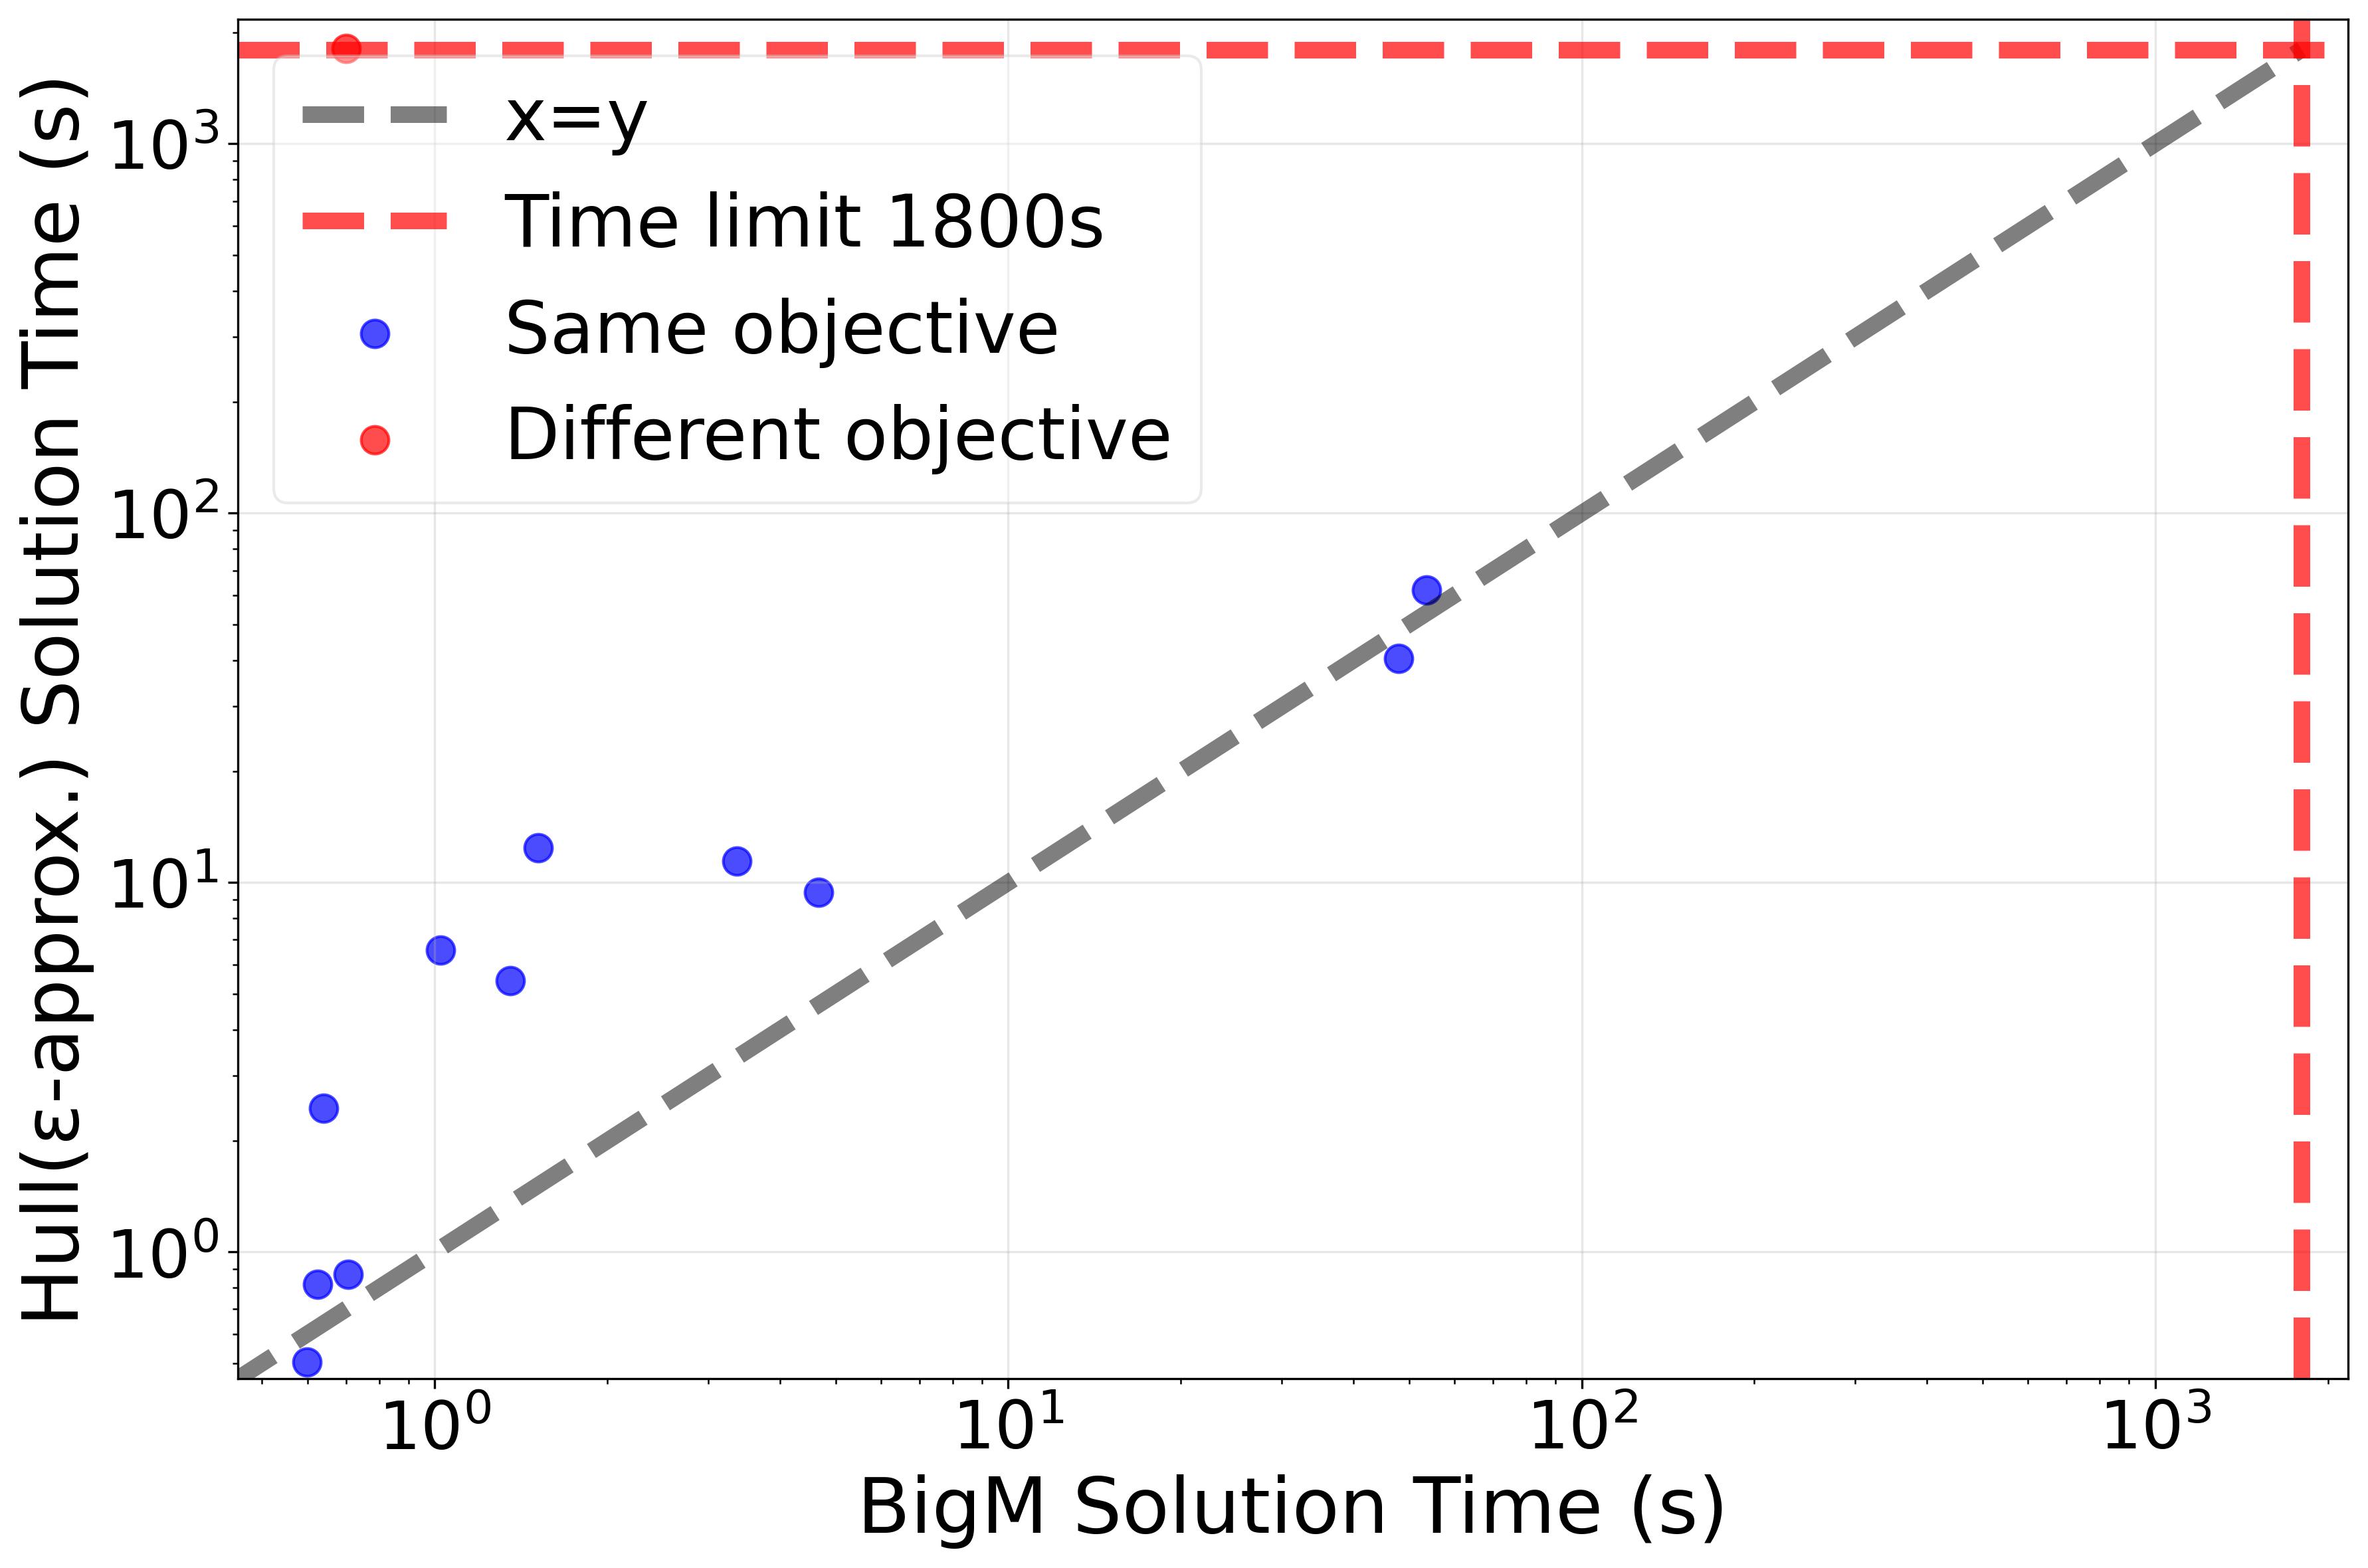 Hull(ε-approx.) Solution Time (s)
10³
10²
10¹
10⁰
x=y
Time limit 1800s
Same objective
Different objective
10⁰
10¹
10²
10³
BigM Solution Time (s)